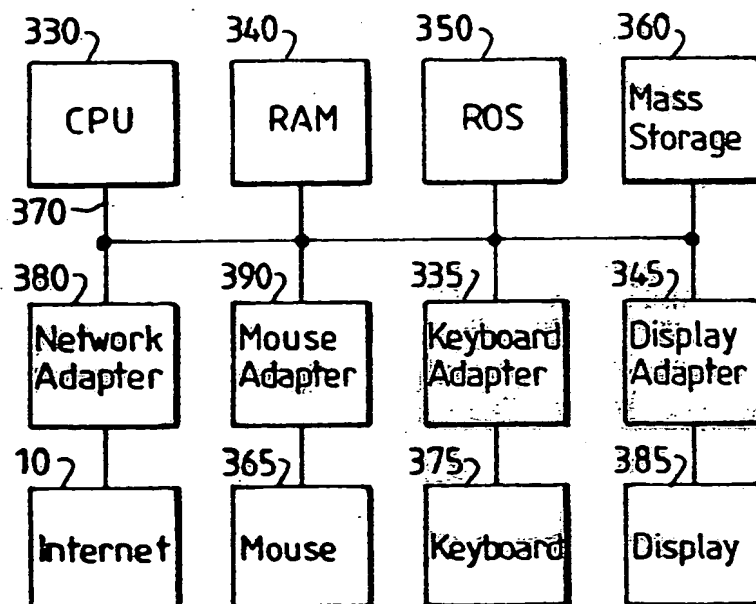 330 340 350 360
CPU RAM ROS Mass
Storage
370
380 390 335 345
Network Mouse Keyboard Display
Adapter Adapter Adapter Adapter
10 365 375 385
Internet Mouse Keyboard Display